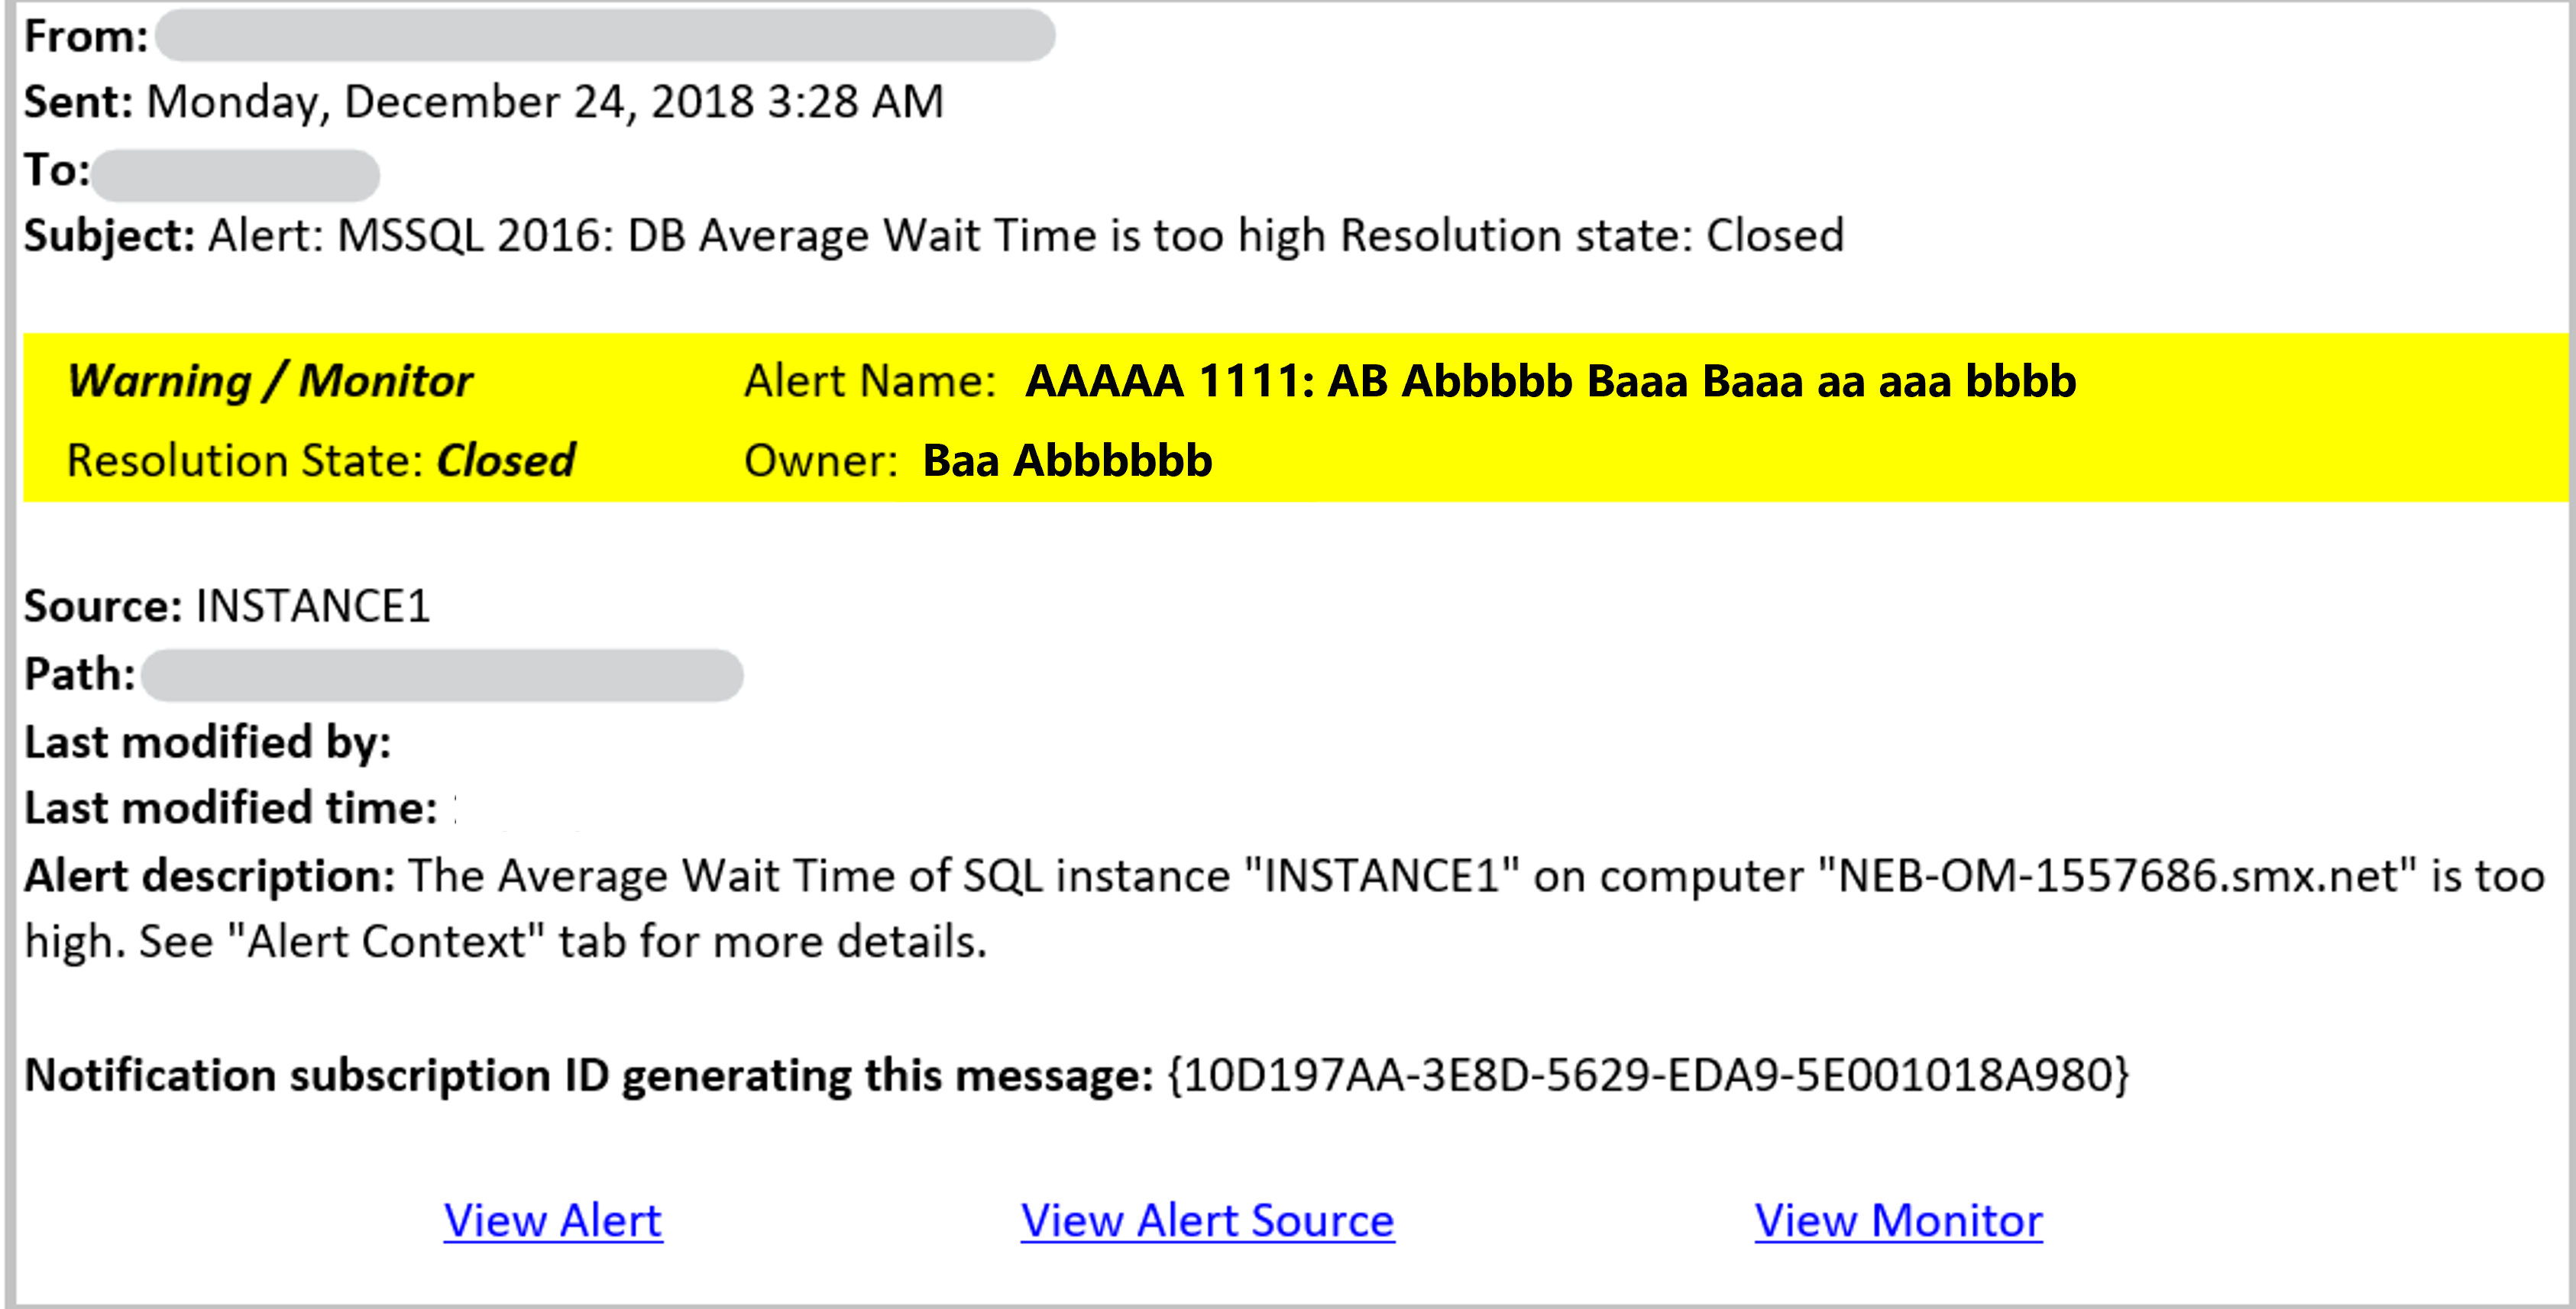 From:
Sent: Monday, December 24, 2018 3:28 AM
To:
Subject: Alert: MSSQL 2016: DB Average Wait Time is too high Resolution state: Closed
Warning / Monitor Alert Name: AAAAA 1111: AB Abbbbb Baaa Baaa aa aaa bbbb
Resolution State: Closed Owner: Baa Abbbbbb
Source: INSTANCE1
Path:
Last modified by:
Last modified time:
Alert description: The Average Wait Time of SQL instance "INSTANCE1" on computer "NEB-OM-1557686.smx.net" is too
high. See "Alert Context" tab for more details.
Notification subscription ID generating this message: {10D197AA-3E8D-5629-EDA9-5E001018A980}
View Alert View Alert Source View Monitor